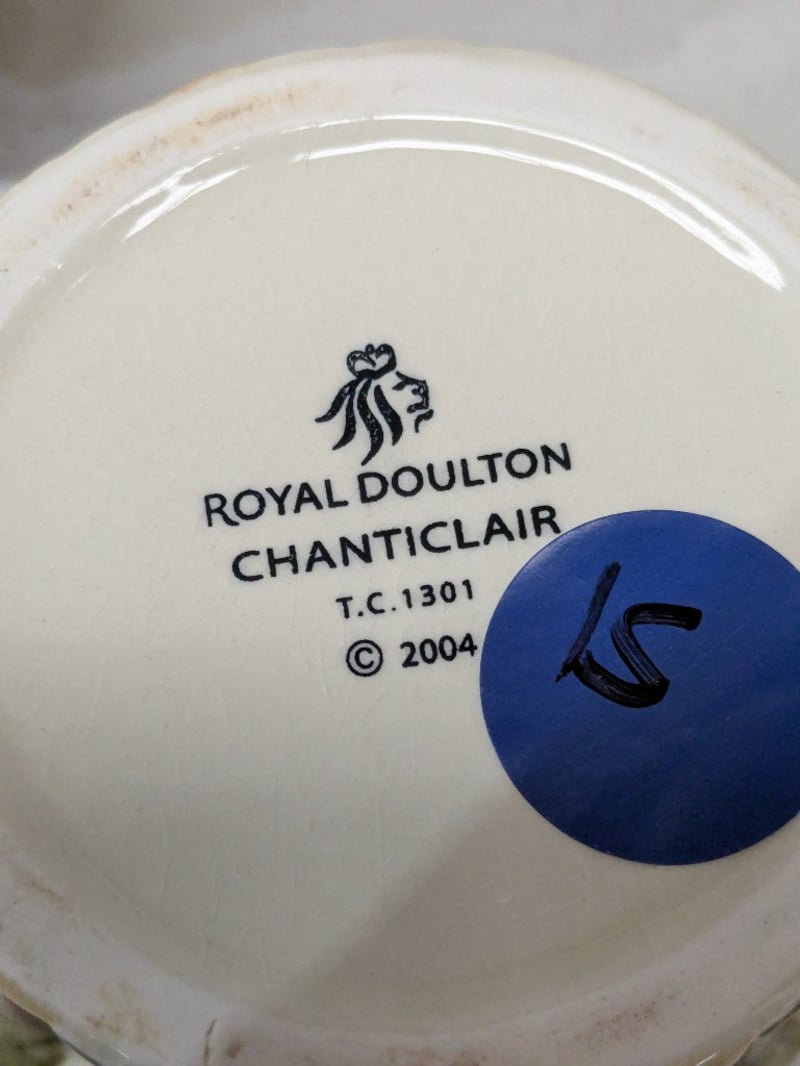 ROYAL DOULTON
CHANTICLAIR
T.C.1301
© 2004